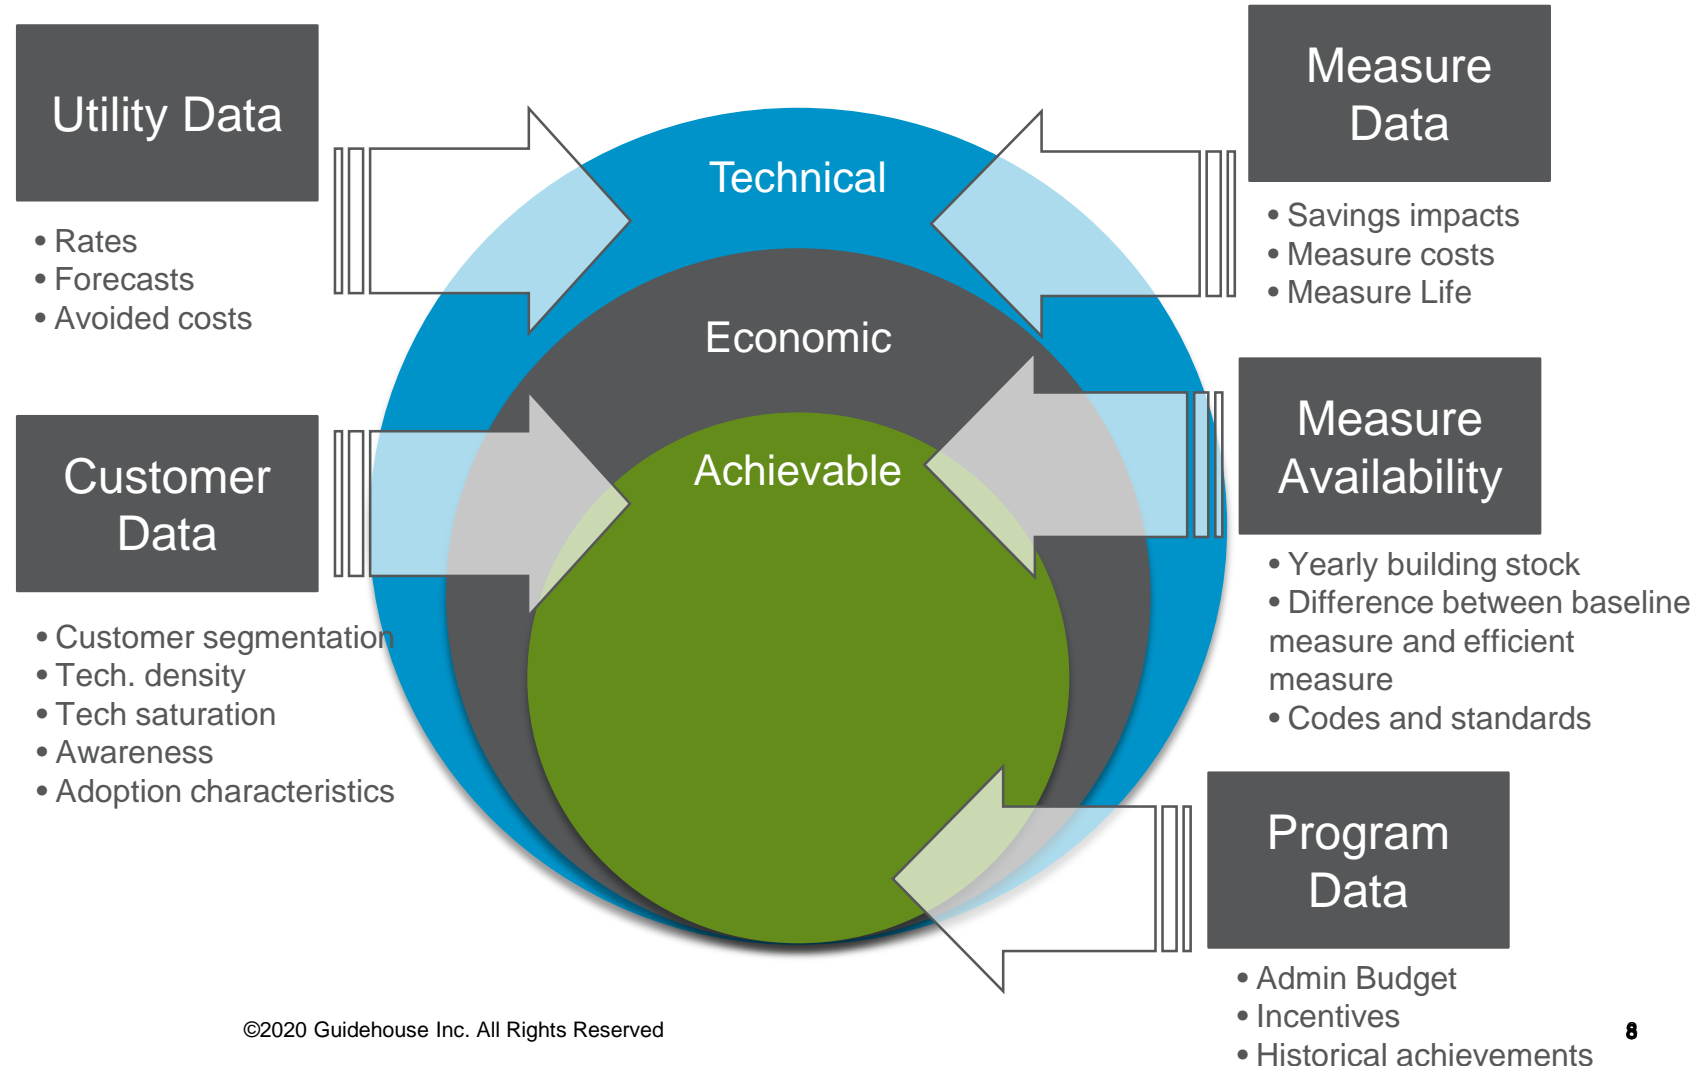 Utility Data
• Rates
• Forecasts
• Avoided costs
Customer
Data
• Customer segmentation
• Tech. density
• Tech saturation
• Awareness
• Adoption characteristics
Technical
Economic
Achievable
Measure
Data
• Savings impacts
• Measure costs
• Measure Life
Measure
Availability
• Yearly building stock
• Difference between baseline
measure and efficient
measure
• Codes and standards
Program
Data
• Admin Budget
• Incentives
• Historical achievements
©2020 Guidehouse Inc. All Rights Reserved
8